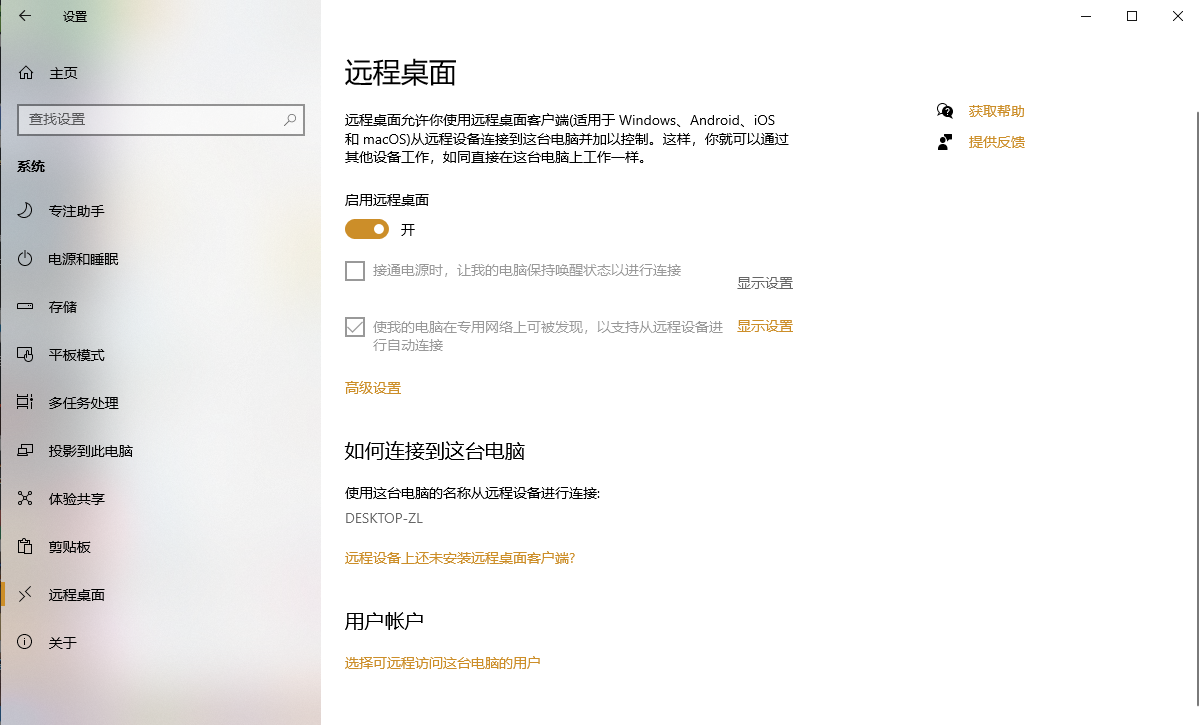 设置
主页
查找设置
系统
专注助手
电源和睡眠
存储
平板模式
多任务处理
投影到此电脑
体验共享
剪贴板
远程桌面
关于
远程桌面
远程桌面允许你使用远程桌面客户端(适用于 Windows、Android、iOS
和 macOS)从远程设备连接到这台电脑并加以控制。这样，你就可以通过
其他设备工作，如同直接在这台电脑上工作一样。
启用远程桌面
开
接通电源时，让我的电脑保持唤醒状态以进行连接
显示设置
使我的电脑在专用网络上可被发现，以支持从远程设备进
行自动连接
显示设置
高级设置
如何连接到这台电脑
使用这台电脑的名称从远程设备进行连接:
DESKTOP-ZL
远程设备上还未安装远程桌面客户端?
用户帐户
选择可远程访问这台电脑的用户
获取帮助
提供反馈